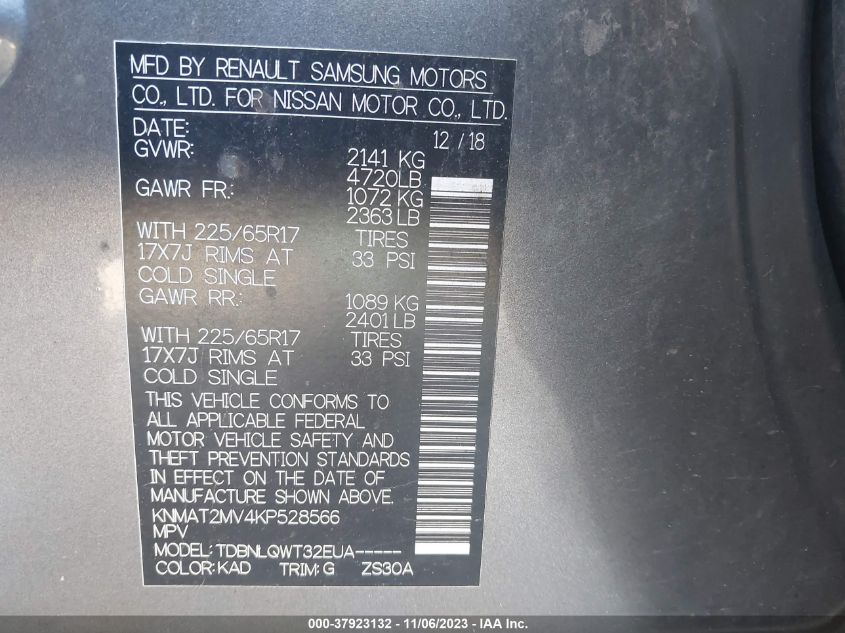 MFD BY RENAULT SAMSUNG MOTORS
CO., LTD. FOR NISSAN MOTOR CO., LTD.
DATE: 12 / 18
GVWR: 2141 KG
4720LB
GAWR FR.: 1072 KG
2363 LB
WITH 225/65R17 TIRES
17X7J RIMS AT 33 PSI
COLD SINGLE
GAWR RR.: 1089 KG
2401 LB
WITH 225/65R17 TIRES
17X7J RIMS AT 33 PSI
COLD SINGLE
THIS VEHICLE CONFORMS TO
ALL APPLICABLE FEDERAL
MOTOR VEHICLE SAFETY AND
THEFT PREVENTION STANDARDS
IN EFFECT ON THE DATE OF
MANUFACTURE SHOWN ABOVE.
KNMAT2MV4KP528566
MPV
MODEL: TDBNLQWT32EUA-----
COLOR: KAD TRIM: G ZS30A
000-37923132 - 11/06/2023 - IAA Inc.